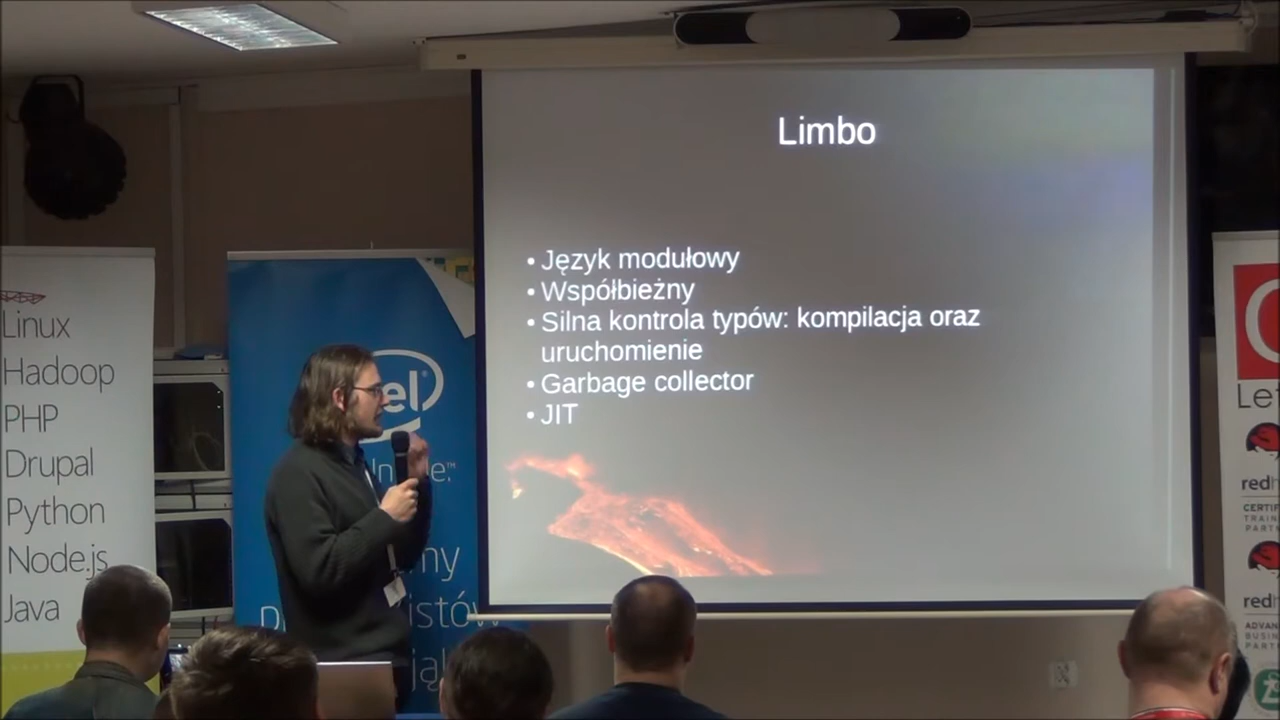 Limbo
• Język modułowy
• Współbieżny
• Silna kontrola typów: kompilacja oraz
uruchomienie
• Garbage collector
• JIT
Linux
Hadoop
PHP
Drupal
Python
Node.js
Java